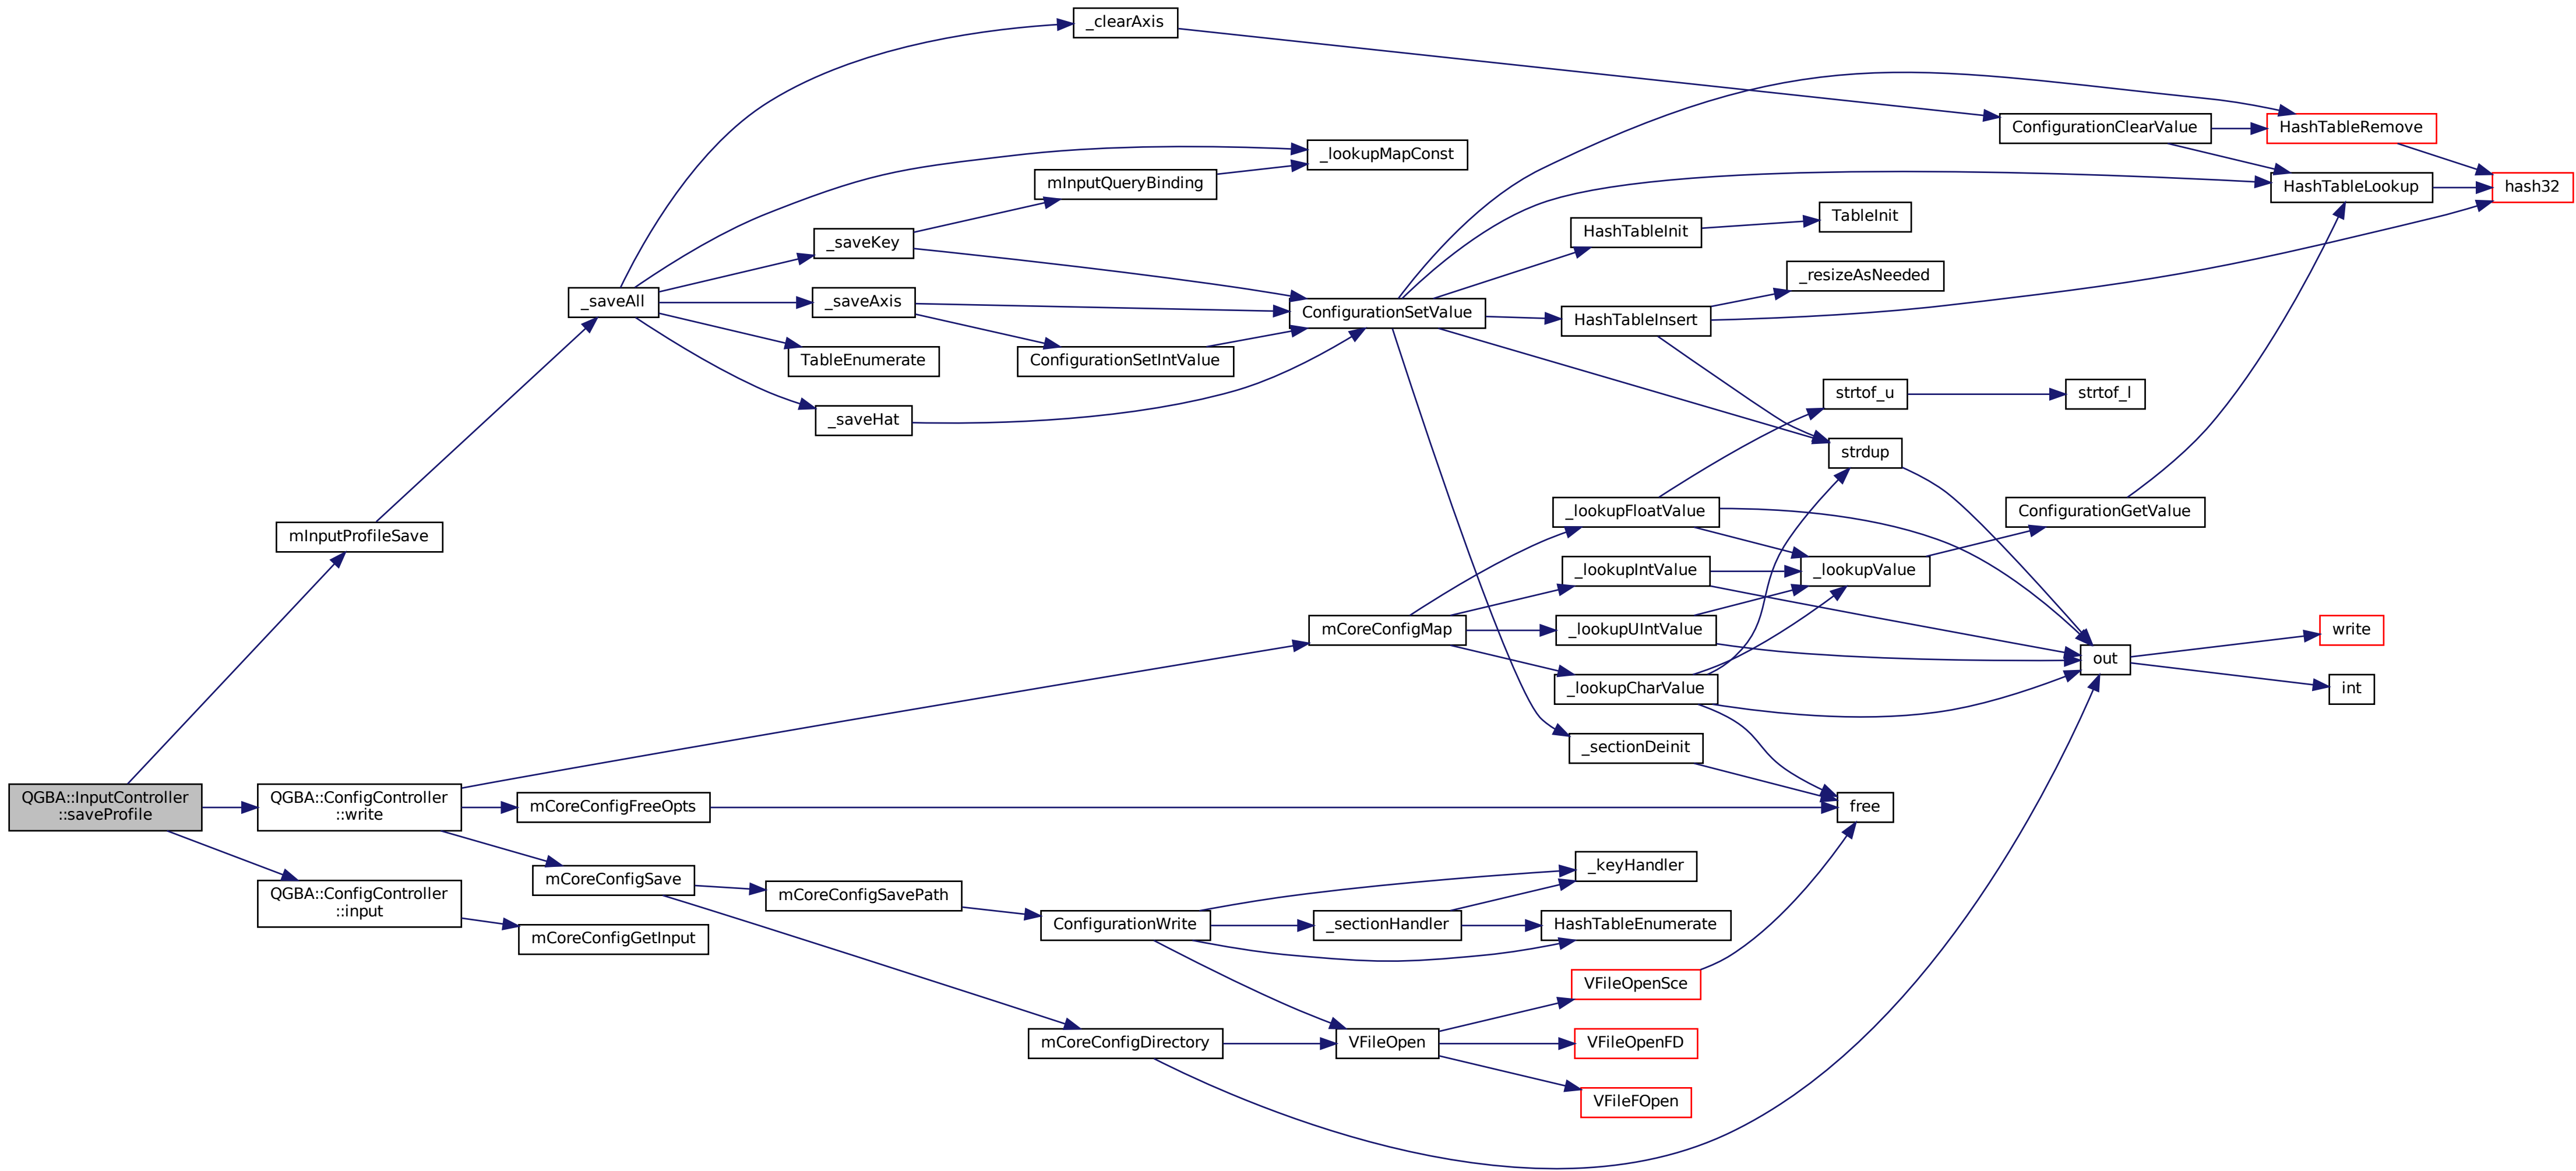 _clearAxis
ConfigurationClearValue
HashTableRemove
_lookupMapConst
mInputQueryBinding
HashTableLookup
hash32
TableInit
HashTableInit
_saveKey
_resizeAsNeeded
_saveAll
_saveAxis
ConfigurationSetValue
HashTableInsert
TableEnumerate
ConfigurationSetIntValue
strtof_u
strtof_l
_saveHat
strdup
_lookupFloatValue
ConfigurationGetValue
mInputProfileSave
_lookupIntValue
_lookupValue
mCoreConfigMap
_lookupUIntValue
write
out
_lookupCharValue
int
_sectionDeinit
QGBA::InputController
::saveProfile
QGBA::ConfigController
::write
mCoreConfigFreeOpts
free
_keyHandler
mCoreConfigSave
mCoreConfigSavePath
QGBA::ConfigController
::input
ConfigurationWrite
_sectionHandler
HashTableEnumerate
mCoreConfigGetInput
VFileOpenSce
mCoreConfigDirectory
VFileOpen
VFileOpenFD
VFileFOpen